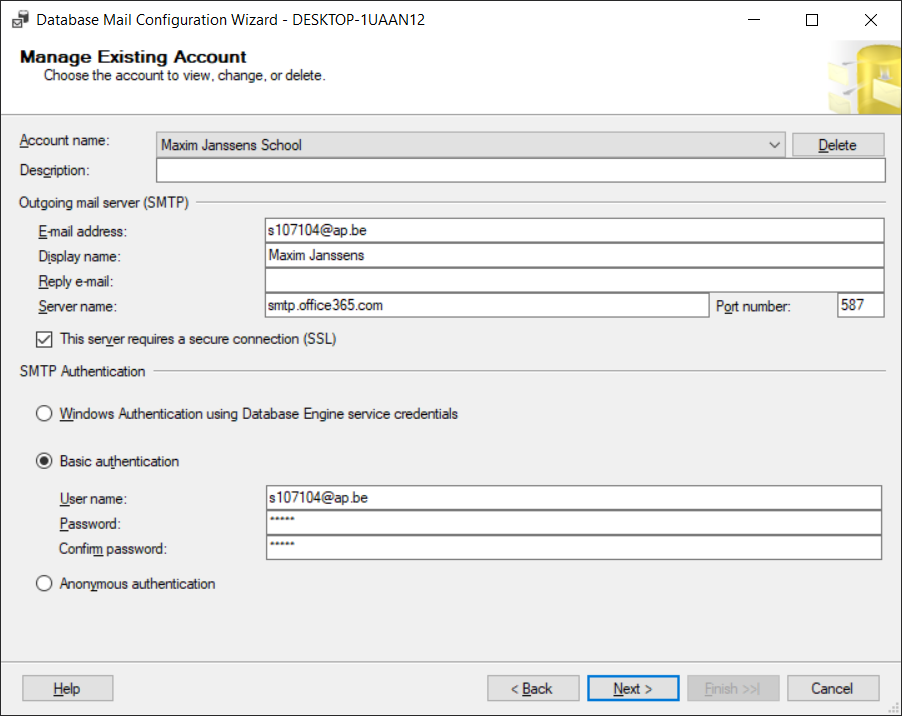 Database Mail Configuration Wizard - DESKTOP-1UAAN12
Manage Existing Account
Choose the account to view, change, or delete.
Account name: Maxim Janssens School Delete
Description:
Outgoing mail server (SMTP)
E-mail address: s107104@ap.be
Display name: Maxim Janssens
Reply e-mail:
Server name: smtp.office365.com Port number: 587
This server requires a secure connection (SSL)
SMTP Authentication
Windows Authentication using Database Engine service credentials
Basic authentication
User name: s107104@ap.be
Password: *****
Confirm password: *****
Anonymous authentication
Help < Back Next > Finish >>| Cancel